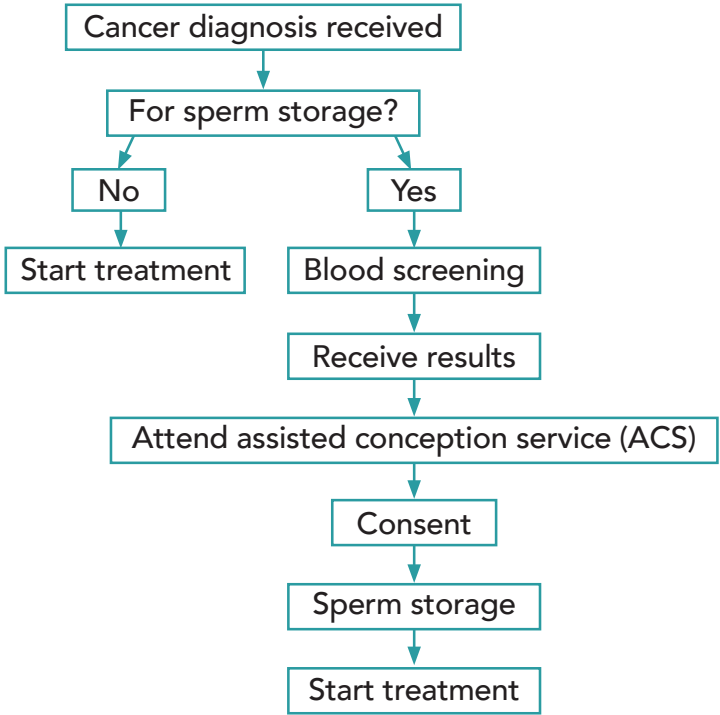 Cancer diagnosis received
For sperm storage?
No
Yes
Start treatment
Blood screening
Receive results
Attend assisted conception service (ACS)
Consent
Sperm storage
Start treatment